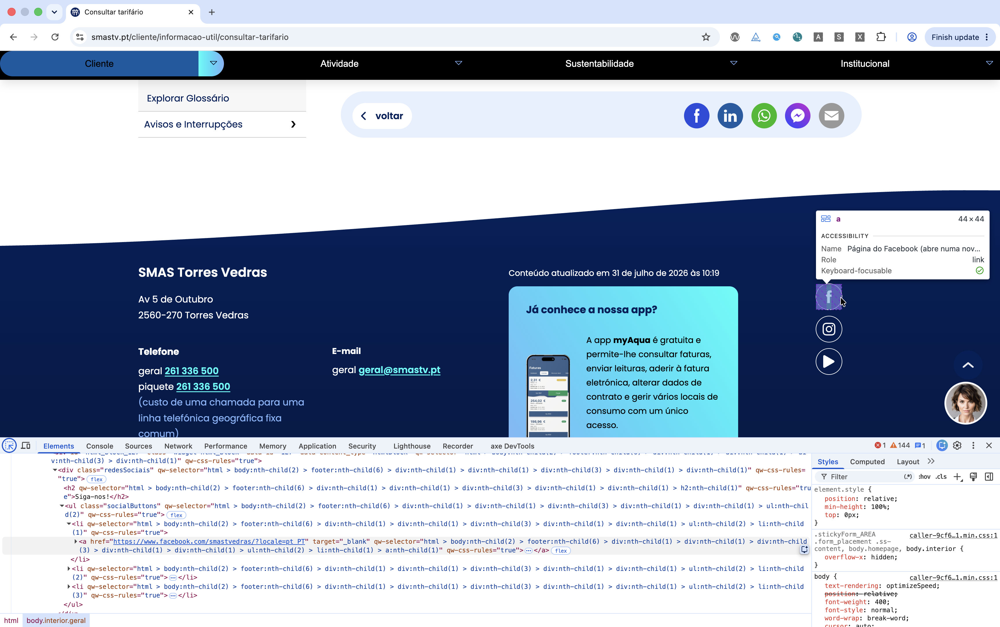 Consultar tarifário
smastv.pt/cliente/informacao-util/consultar-tarifario
A
S
X
Finish update
Cliente
Atividade
Sustentabilidade
Institucional
Explorar Glossário
Avisos e Interrupções
voltar
a
44×44
ACCESSIBILITY
Name Página do Facebook (abre numa nov...
Role link
Keyboard-focusable
SMAS Torres Vedras
Av 5 de Outubro
2560-270 Torres Vedras
Telefone
geral 261 336 500
piquete 261 336 500
(custo de uma chamada para uma
linha telefónica geográfica fixa
comum)
E-mail
geral geral@smastv.pt
Conteúdo atualizado em 31 de julho de 2026 às 10:19
Já conhece a nossa app?
A app myAqua é gratuita e
permite-lhe consultar faturas,
enviar leituras, aderir à fatura
eletrónica, alterar dados de
contrato e gerir vários locais de
consumo com um único
acesso.
Faturas
2,31 €
254,02 €
198,96 €
Elements
Console
Sources
Network
Performance
Memory
Application
Security
Lighthouse
Recorder
axe DevTools
1
144
1
v:nth-child(3) > div:nth-child(1)" qw-css-rules="true">
<div class="redesSociais" qw-selector="html > body:nth-child(2) > footer:nth-child(6) > div:nth-child(1) > div:nth-child(1) > div:nth-child(3) > div:nth-child(1) > div:nth-child(1)" qw-css-rules=
"true"> flex
<h2 qw-selector="html > body:nth-child(2) > footer:nth-child(6) > div:nth-child(1) > div:nth-child(1) > div:nth-child(3) > div:nth-child(1) > div:nth-child(1) > h2:nth-child(1)" qw-css-rules="tru
e">Siga-nos!</h2>
<ul class="socialButtons" qw-selector="html > body:nth-child(2) > footer:nth-child(6) > div:nth-child(1) > div:nth-child(1) > div:nth-child(3) > div:nth-child(1) > div:nth-child(1) > ul:nth-chil
d(2)" qw-css-rules="true"> flex
<li qw-selector="html > body:nth-child(2) > footer:nth-child(6) > div:nth-child(1) > div:nth-child(1) > div:nth-child(3) > div:nth-child(1) > div:nth-child(1) > ul:nth-child(2) > li:nth-child
(1)" qw-css-rules="true">
<a href="https://www.facebook.com/smastvedras/?locale=pt_PT" target="_blank" qw-selector="html > body:nth-child(2) > footer:nth-child(6) > div:nth-child(1) > div:nth-child(1) > div:nth-child
(3) > div:nth-child(1) > div:nth-child(1) > ul:nth-child(2) > li:nth-child(1) > a:nth-child(1)" qw-css-rules="true">…</a> flex
</li>
<li qw-selector="html > body:nth-child(2) > footer:nth-child(6) > div:nth-child(1) > div:nth-child(1) > div:nth-child(3) > div:nth-child(1) > div:nth-child(1) > ul:nth-child(2) > li:nth-child
(2)" qw-css-rules="true">…</li>
<li qw-selector="html > body:nth-child(2) > footer:nth-child(6) > div:nth-child(1) > div:nth-child(1) > div:nth-child(3) > div:nth-child(1) > div:nth-child(1) > ul:nth-child(2) > li:nth-child
(3)" qw-css-rules="true">…</li>
</ul>
html
body.interior.geral
Styles
Computed
Layout
Filter
(.*)
:hov
.cls
element.style {
position: relative;
min-height: 100%;
top: 0px;
}
.stickyForm_AREA caller-9cf6…1.min.css:1
.form_placement .ss-
content, body.homepage, body.interior {
overflow-x: hidden;
}
body { caller-9cf6…1.min.css:1
text-rendering: optimizeSpeed;
position: relative;
font-weight: 400;
font-style: normal;
word-wrap: break-word;
cursor: auto;